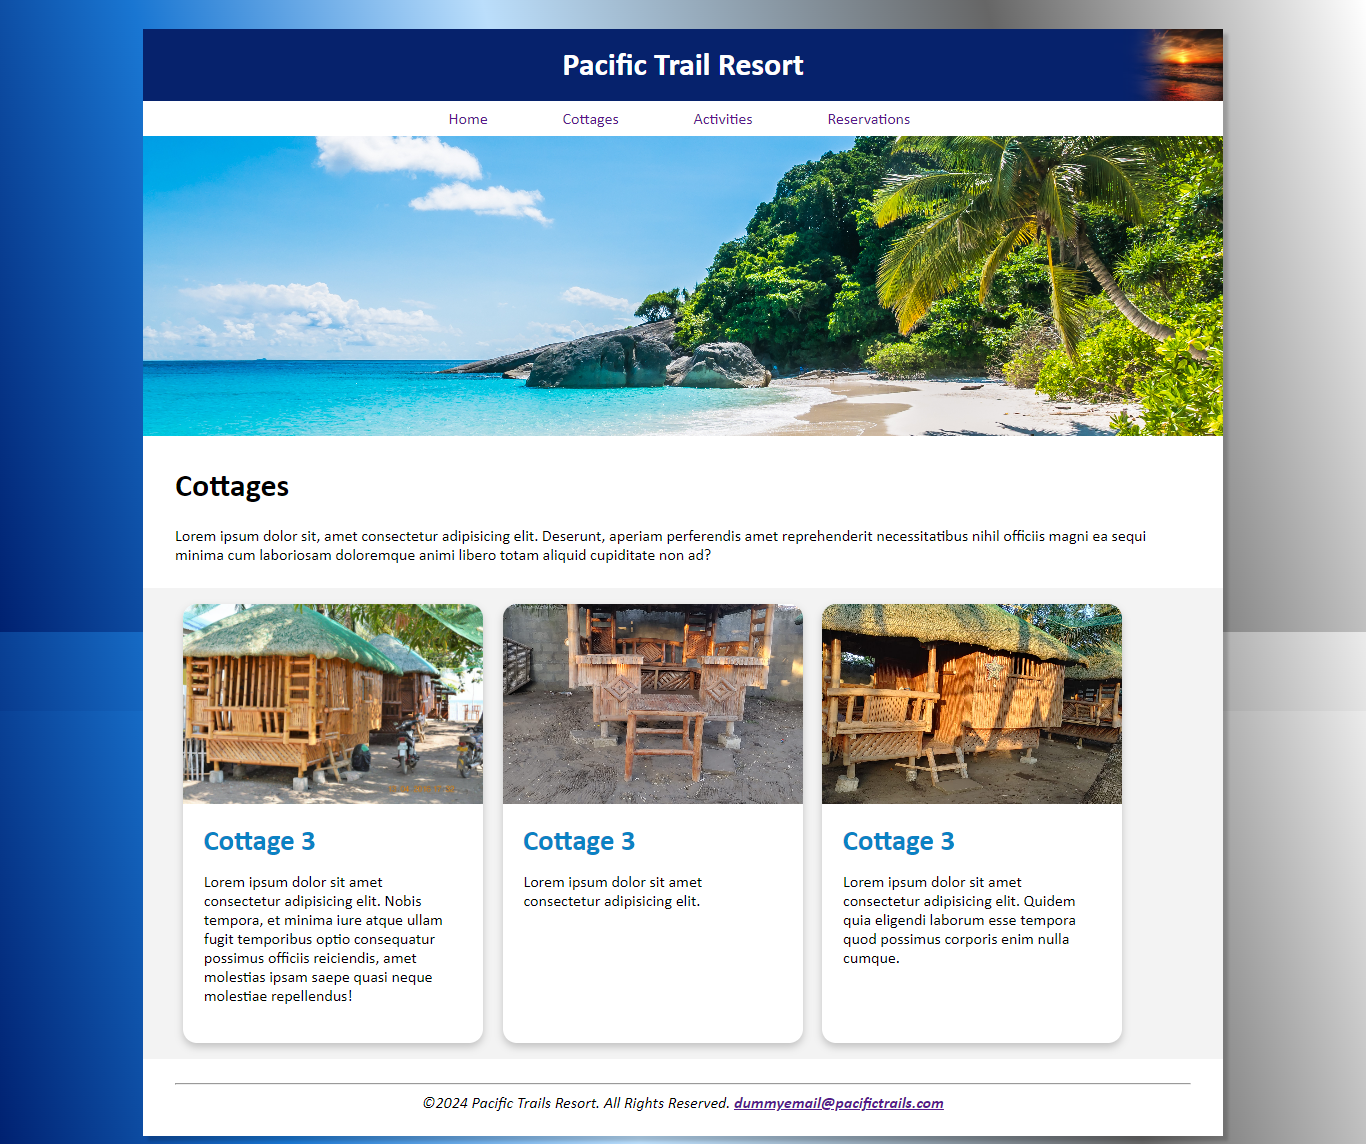 Pacific Trail Resort
Home Cottages Activities Reservations
Cottages
Lorem ipsum dolor sit, amet consectetur adipisicing elit. Deserunt, aperiam perferendis amet reprehenderit necessitatibus nihil officiis magni ea sequi
minima cum laboriosam doloremque animi libero totam aliquid cupiditate non ad?
Cottage 3
Lorem ipsum dolor sit amet
consectetur adipisicing elit. Nobis
tempora, et minima iure atque ullam
fugit temporibus optio consequatur
possimus officiis reiciendis, amet
molestias ipsam saepe quasi neque
molestiae repellendus!
Cottage 3
Lorem ipsum dolor sit amet
consectetur adipisicing elit.
Cottage 3
Lorem ipsum dolor sit amet
consectetur adipisicing elit. Quidem
quia eligendi laborum esse tempora
quod possimus corporis enim nulla
cumque.
©2024 Pacific Trails Resort. All Rights Reserved. dummyemail@pacifictrails.com